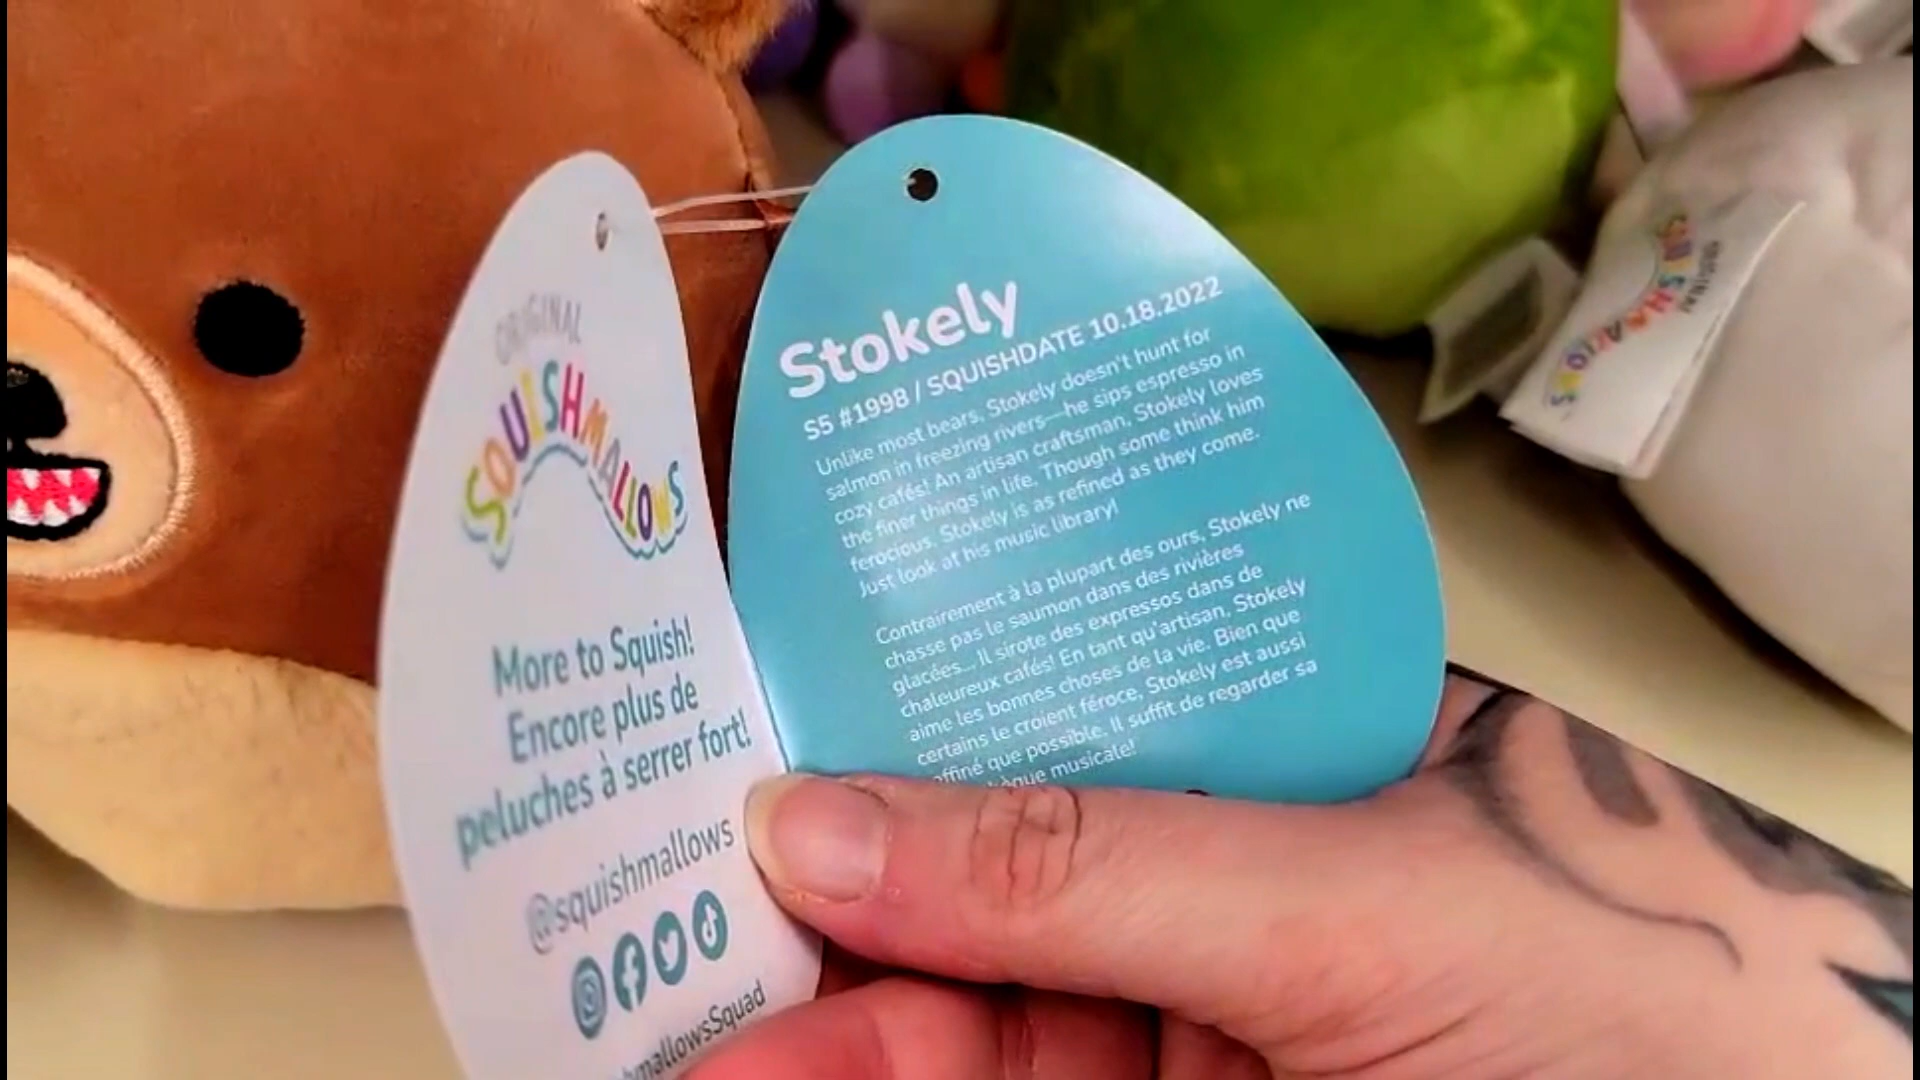 ORIGINAL
SQUISHMALLOWS
More to Squish!
Encore plus de
peluches à serrer fort!
@squishmallows
Stokely
S5 #1998 / SQUISHDATE 10.18.2022
Unlike most bears, Stokely doesn't hunt for
salmon in freezing rivers—he sips espresso in
cozy cafés! An artisan craftsman, Stokely loves
the finer things in life. Though some think him
ferocious, Stokely is as refined as they come.
Just look at his music library!
Contrairement à la plupart des ours, Stokely ne
chasse pas le saumon dans des rivières
glacées... Il sirote des expressos dans de
chaleureux cafés! En tant qu'artisan, Stokely
aime les bonnes choses de la vie. Bien que
certains le croient féroce, Stokely est aussi
affiné que possible. Il suffit de regarder sa
musicale!
ORIGINAL
SQUISHMALLOWS